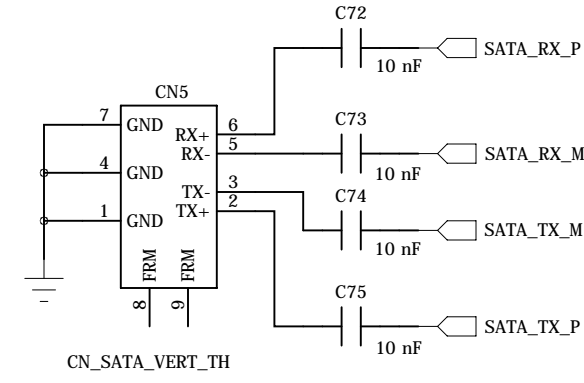 C72
10 nF
SATA_RX_P
CN5
7
GND
RX+
6
C73
RX-
5
10 nF
SATA_RX_M
4
GND
TX-
3
C74
1
GND
TX+
2
10 nF
SATA_TX_M
FRM
FRM
8
9
C75
10 nF
SATA_TX_P
CN_SATA_VERT_TH